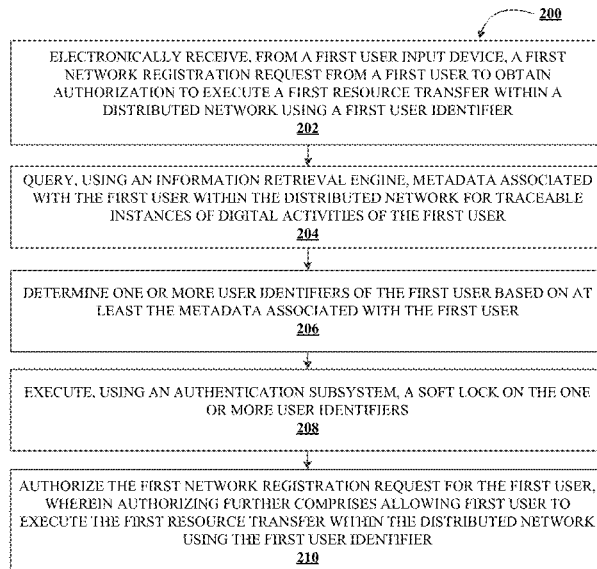 200
ELECTRONICALLY RECEIVE, FROM A FIRST USER INPUT DEVICE, A FIRST
NETWORK REGISTRATION REQUEST FROM A FIRST USER TO OBTAIN
AUTHORIZATION TO EXECUTE A FIRST RESOURCE TRANSFER WITHIN A
DISTRIBUTED NETWORK USING A FIRST USER IDENTIFIER
202
QUERY, USING AN INFORMATION RETRIEVAL ENGINE, METADATA ASSOCIATED
WITH THE FIRST USER WITHIN THE DISTRIBUTED NETWORK FOR TRACEABLE
INSTANCES OF DIGITAL ACTIVITIES OF THE FIRST USER
204
DETERMINE ONE OR MORE USER IDENTIFIERS OF THE FIRST USER BASED ON AT
LEAST THE METADATA ASSOCIATED WITH THE FIRST USER
206
EXECUTE, USING AN AUTHENTICATION SUBSYSTEM, A SOFT LOCK ON THE ONE
OR MORE USER IDENTIFIERS
208
AUTHORIZE THE FIRST NETWORK REGISTRATION REQUEST FOR THE FIRST USER,
WHEREIN AUTHORIZING FURTHER COMPRISES ALLOWING FIRST USER TO
EXECUTE THE FIRST RESOURCE TRANSFER WITHIN THE DISTRIBUTED NETWORK
USING THE FIRST USER IDENTIFIER
210